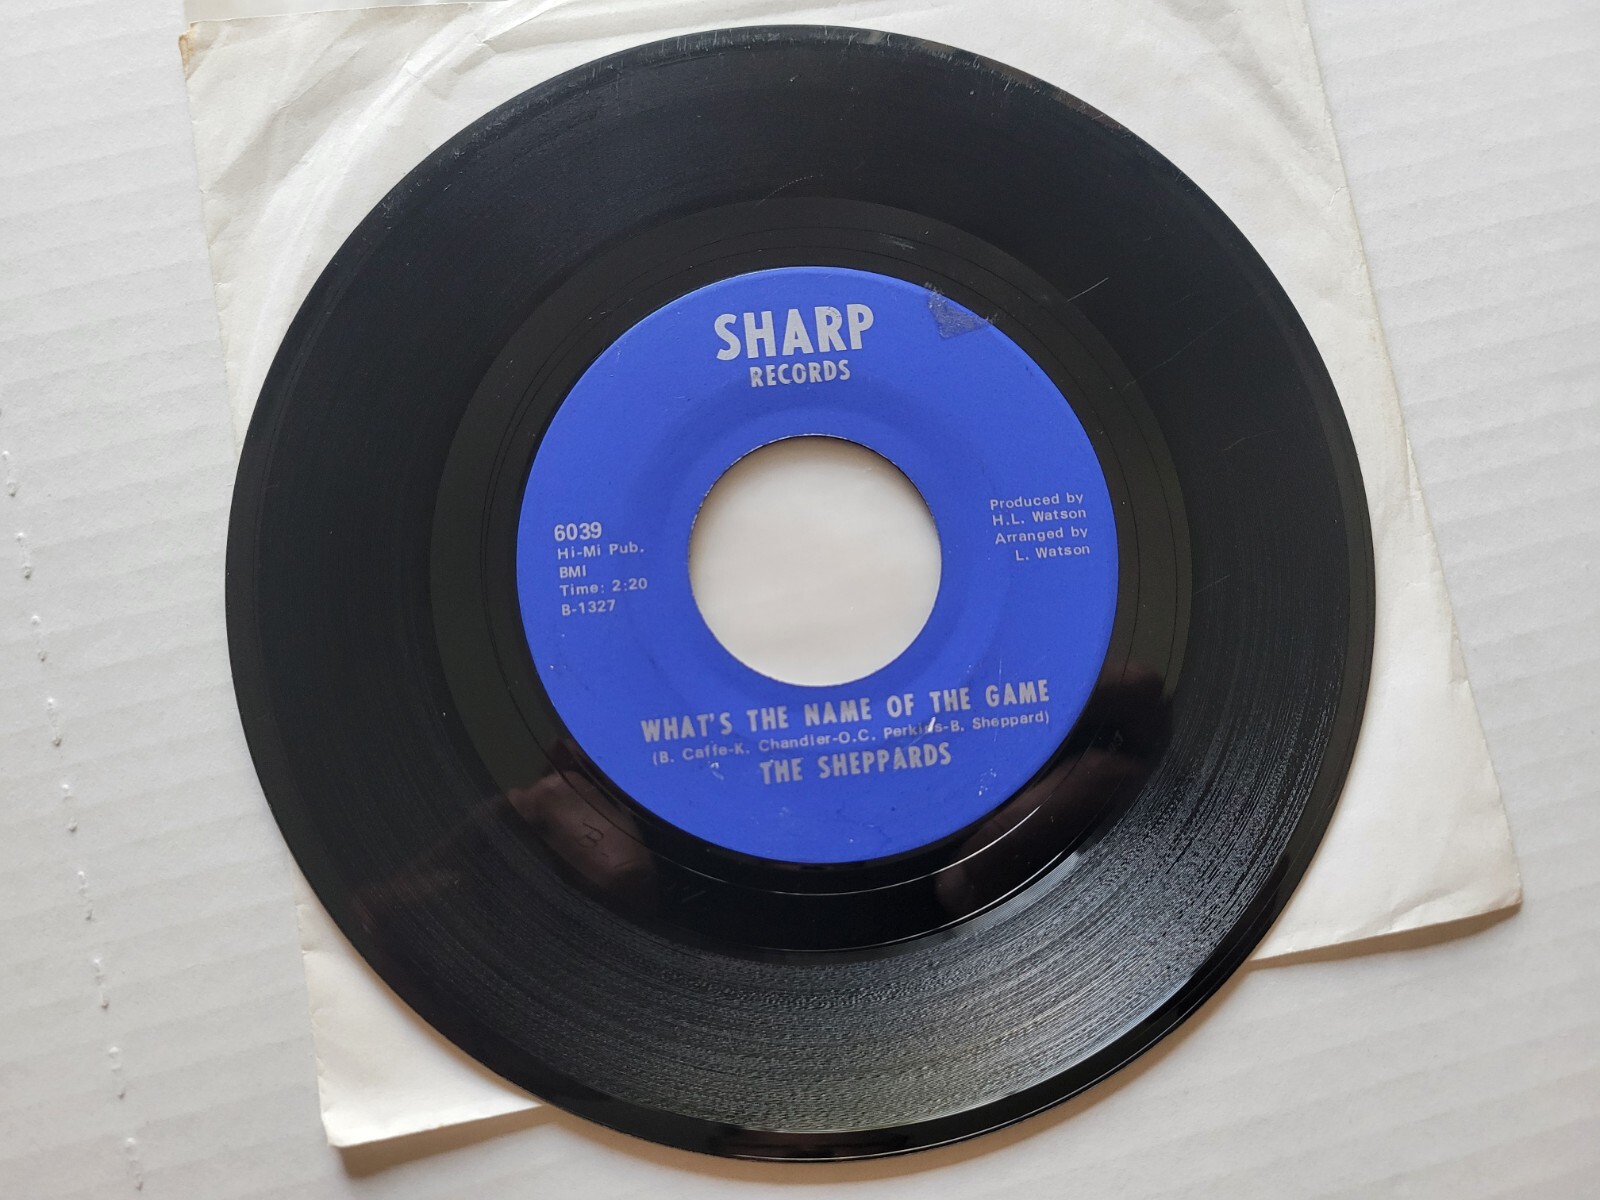 SHARP
RECORDS
6039
Hi-Mi Pub.
BMI
Time: 2:20
B-1327
Produced by
H.L. Watson
Arranged by
L. Watson
WHAT'S THE NAME OF THE GAME
(B. Caffe-K. Chandler-O.C. Perkins-B. Sheppard)
THE SHEPPARDS